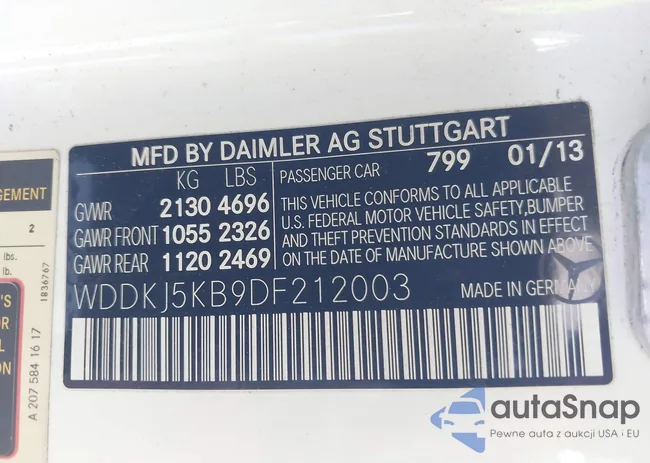 MFD BY DAIMLER AG STUTTGART
KG LBS
GVWR 2130 4696
GAWR FRONT 1055 2326
GAWR REAR 1120 2469
PASSENGER CAR 799 01/13
THIS VEHICLE CONFORMS TO ALL APPLICABLE
U.S. FEDERAL MOTOR VEHICLE SAFETY,BUMPER
AND THEFT PREVENTION STANDARDS IN EFFECT
ON THE DATE OF MANUFACTURE SHOWN ABOVE
WDDKJ5KB9DF212003
MADE IN GERMANY
2
lbs.
lbs.
1836767
A 207 584 16 17
autaSnap
Pewne auta z aukcji USA i EU